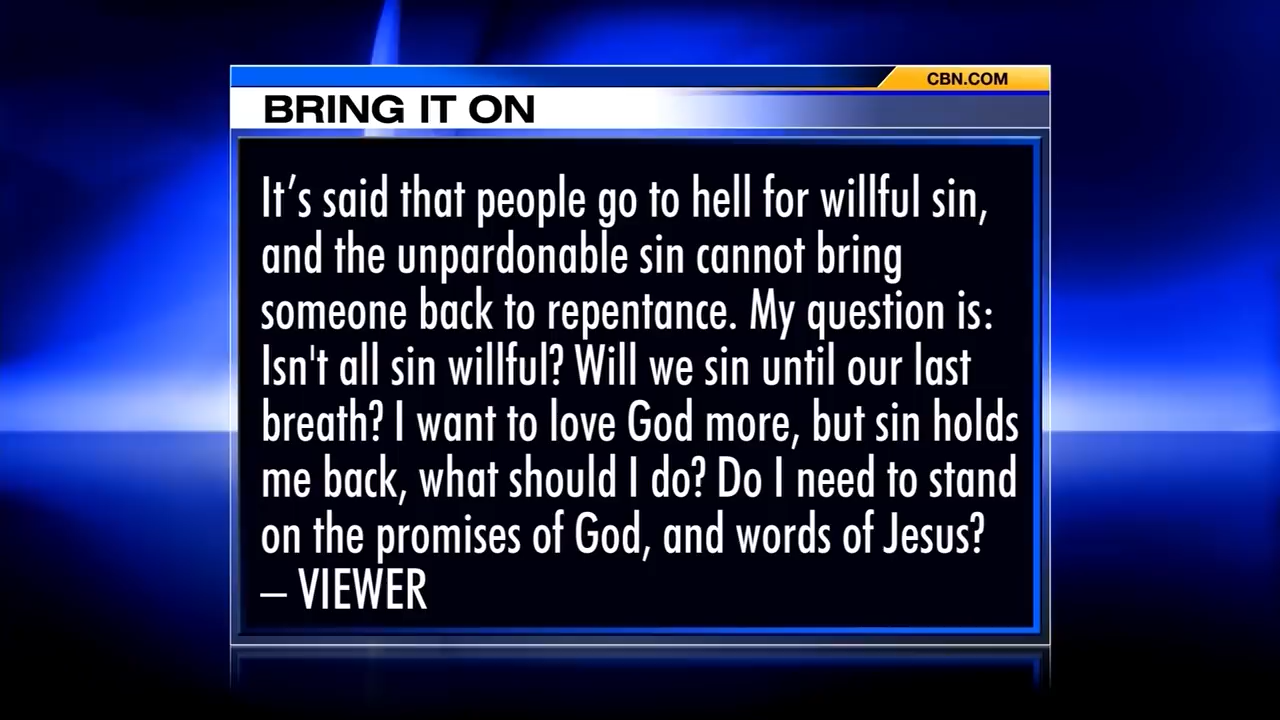 CBN.COM
BRING IT ON
It’s said that people go to hell for willful sin,
and the unpardonable sin cannot bring
someone back to repentance. My question is:
Isn't all sin willful? Will we sin until our last
breath? I want to love God more, but sin holds
me back, what should I do? Do I need to stand
on the promises of God, and words of Jesus?
– VIEWER